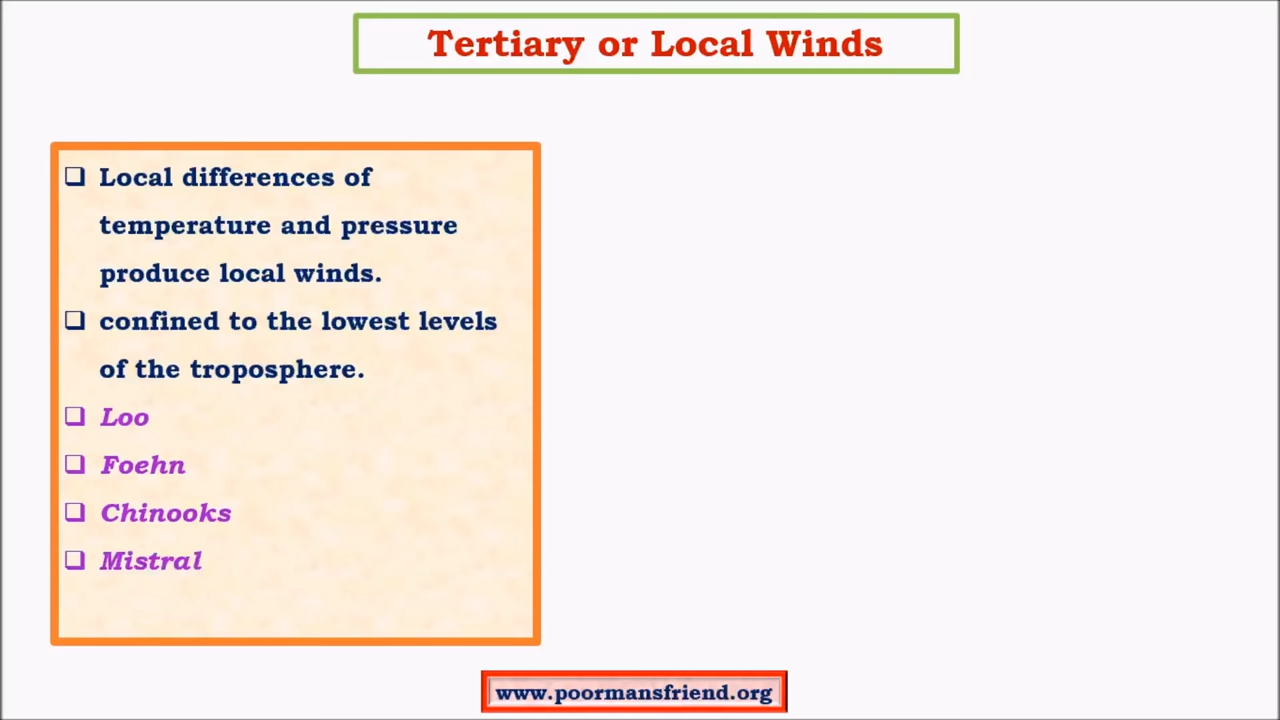 Tertiary or Local Winds
❑ Local differences of
temperature and pressure
produce local winds.
❑ confined to the lowest levels
of the troposphere.
❑ Loo
❑ Foehn
❑ Chinooks
❑ Mistral
www.poormansfriend.org